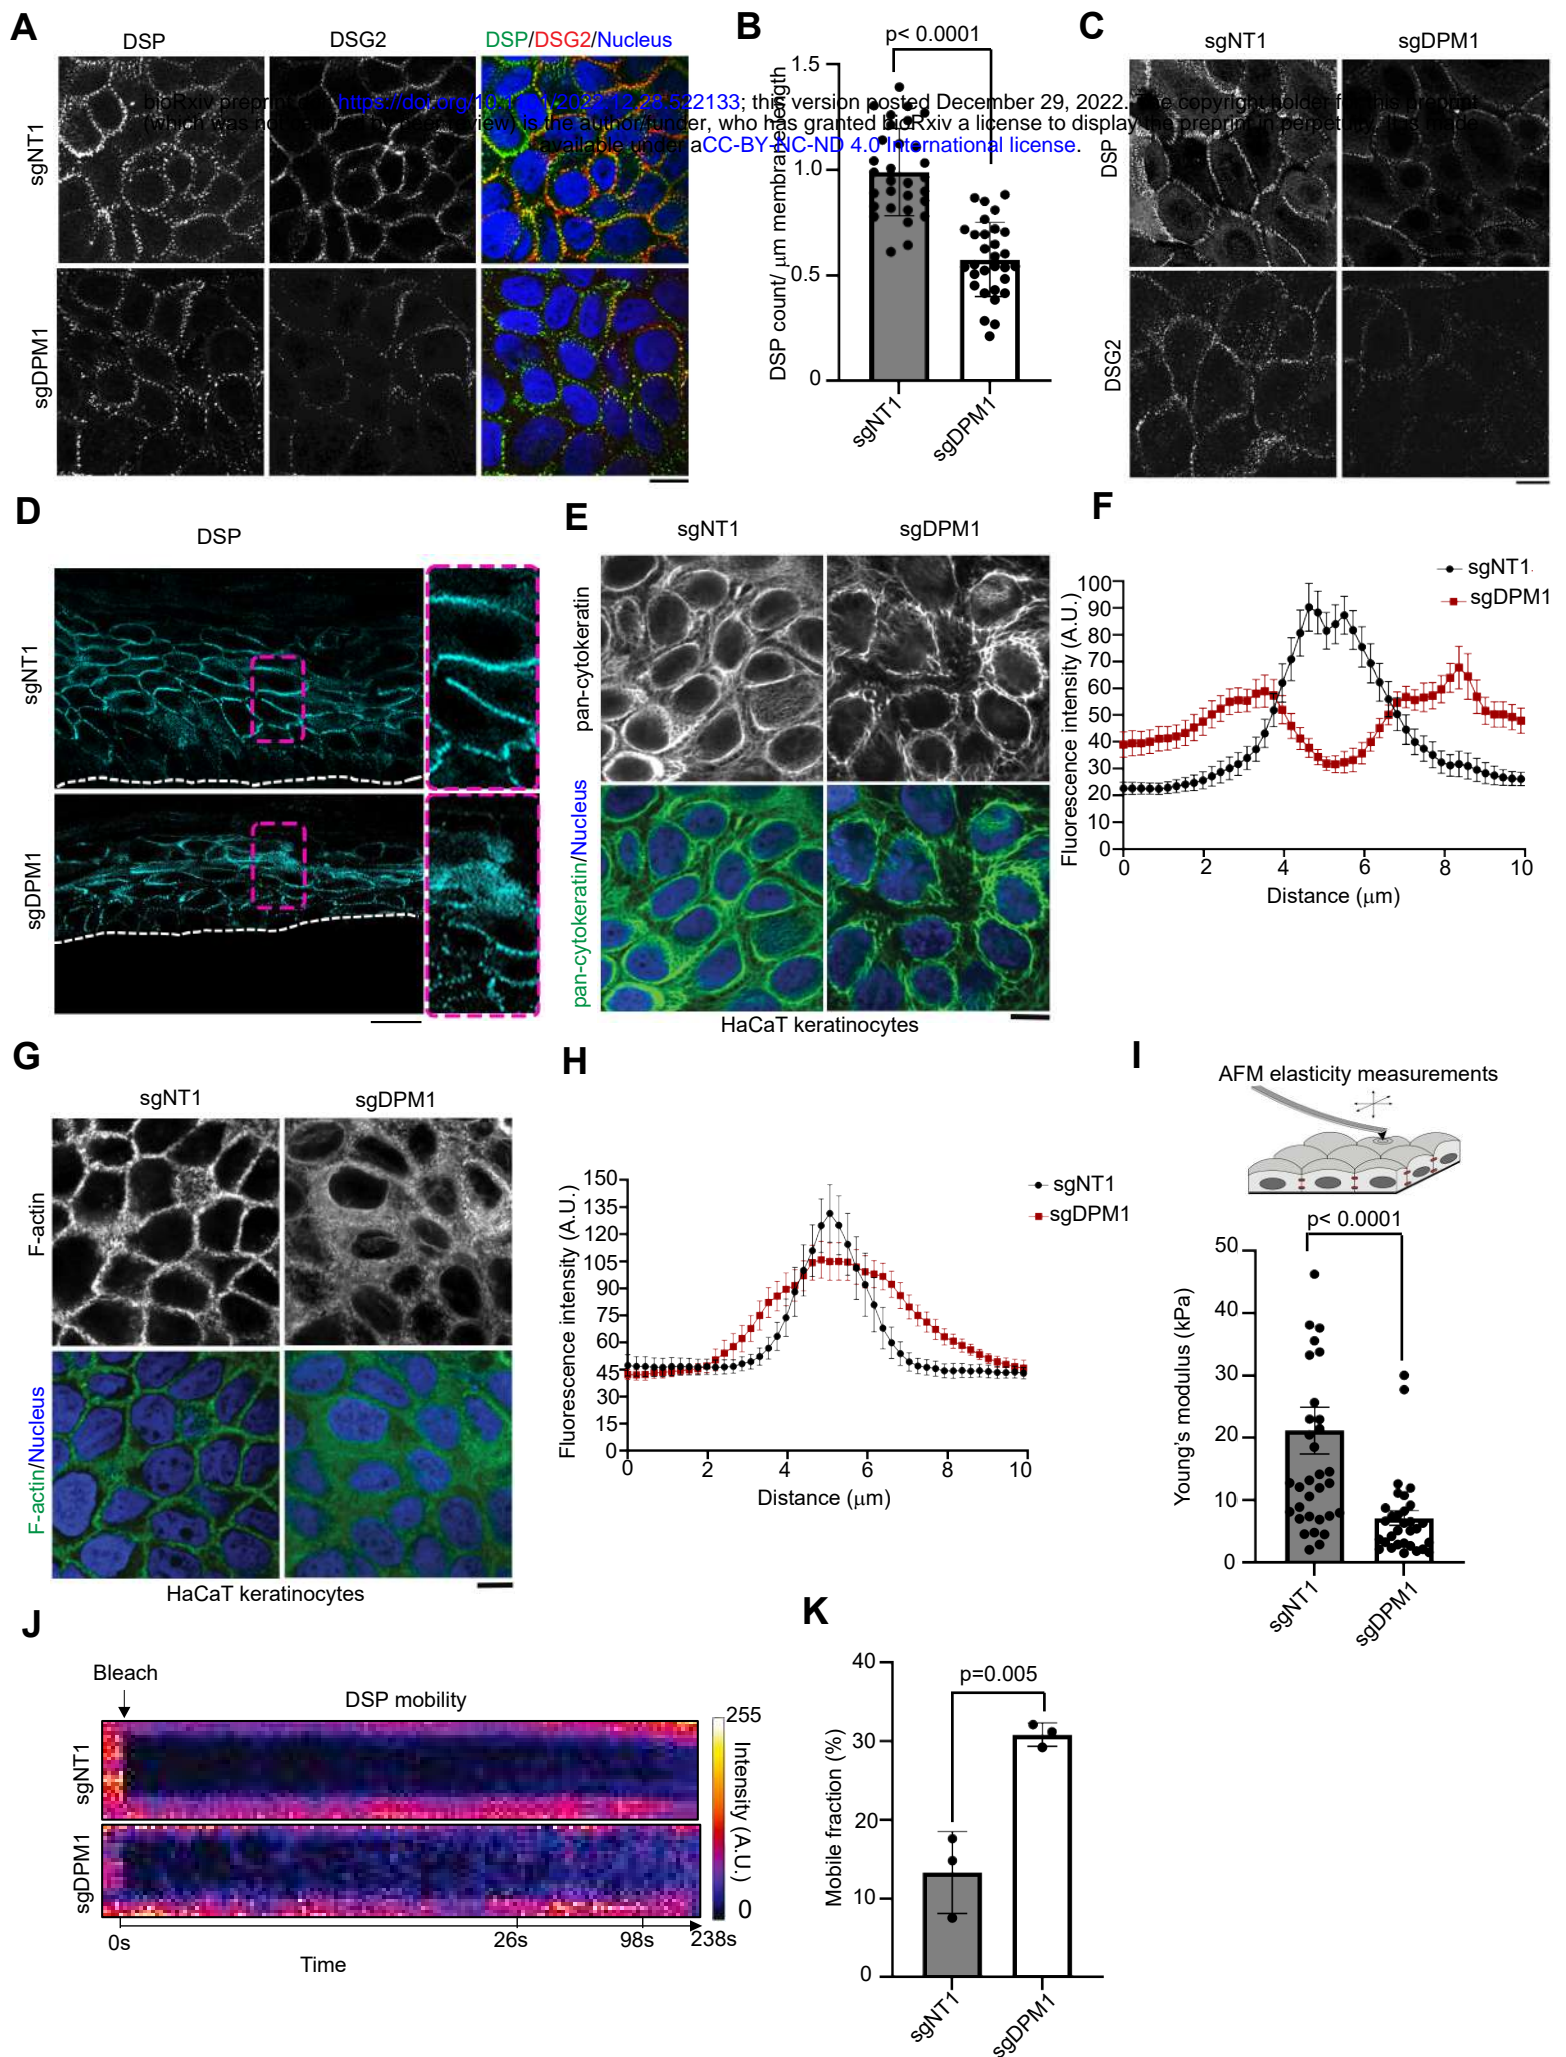 A
DSP
DSG2
DSP/DSG2/Nucleus
sgNT1
sgDPM1
bioRxiv preprint
https://doi.org/10.1101/2022.12.28.522133; this version posted December 29, 2022. The copyright holder for this preprint
(which was not certified by peer review) is the author/funder, who has granted bioRxiv a license to display the preprint in perpetuity. It is made
available under aCC-BY-NC-ND 4.0 International license.
B
p< 0.0001
DSP count/ μm membrane length
1.5
1.0
0.5
0
sgNT1
sgDPM1
C
sgNT1
sgDPM1
DSP
DSG2
D
DSP
sgNT1
sgDPM1
E
sgNT1
sgDPM1
pan-cytokeratin
pan-cytokeratin/Nucleus
HaCaT keratinocytes
F
sgNT1
sgDPM1
Fluorescence intensity (A.U.)
100
90
80
70
60
50
40
30
20
10
0
0 2 4 6 8 10
Distance (μm)
G
sgNT1
sgDPM1
F-actin
F-actin/Nucleus
HaCaT keratinocytes
H
sgNT1
sgDPM1
Fluorescence intensity (A.U.)
150
135
120
105
90
75
60
45
30
15
0
0 2 4 6 8 10
Distance (μm)
I
AFM elasticity measurements
p< 0.0001
Young's modulus (kPa)
50
40
30
20
10
0
sgNT1
sgDPM1
J
Bleach
DSP mobility
sgNT1
sgDPM1
255
Intensity (A.U.)
0
0s 26s 98s 238s
Time
K
p=0.005
Mobile fraction (%)
40
30
20
10
0
sgNT1
sgDPM1